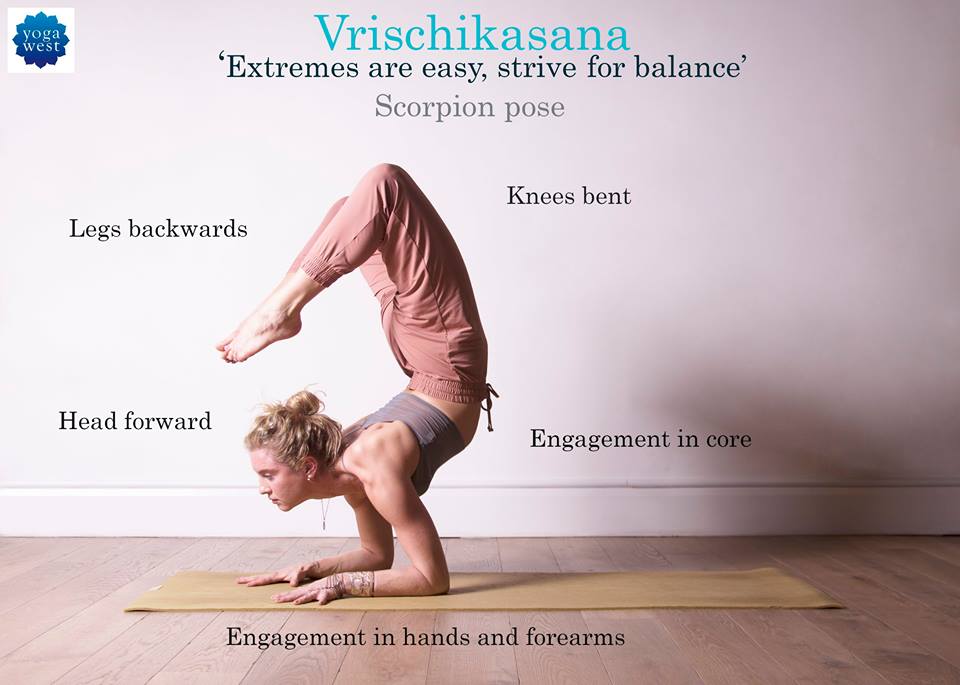 yoga
west
Vrischikasana
‘Extremes are easy, strive for balance’
Scorpion pose
Knees bent
Legs backwards
Head forward
Engagement in core
Engagement in hands and forearms